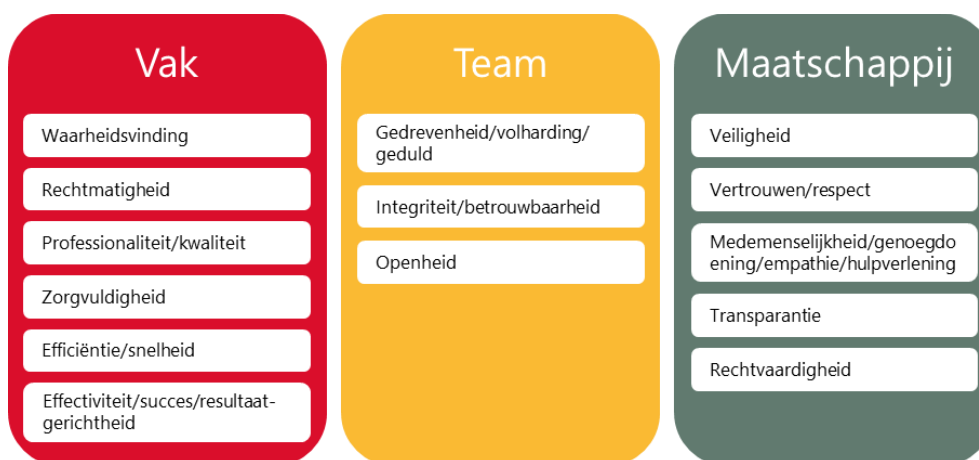 Vak
Waarheidsvinding
Rechtmatigheid
Professionaliteit/kwaliteit
Zorgvuldigheid
Efficiëntie/snelheid
Effectiviteit/succes/resultaat-
gerichtheid
Team
Gedrevenheid/volharding/
geduld
Integriteit/betrouwbaarheid
Openheid
Maatschappij
Veiligheid
Vertrouwen/respect
Medemenselijkheid/genoegdo
ening/empathie/hulpverlening
Transparantie
Rechtvaardigheid